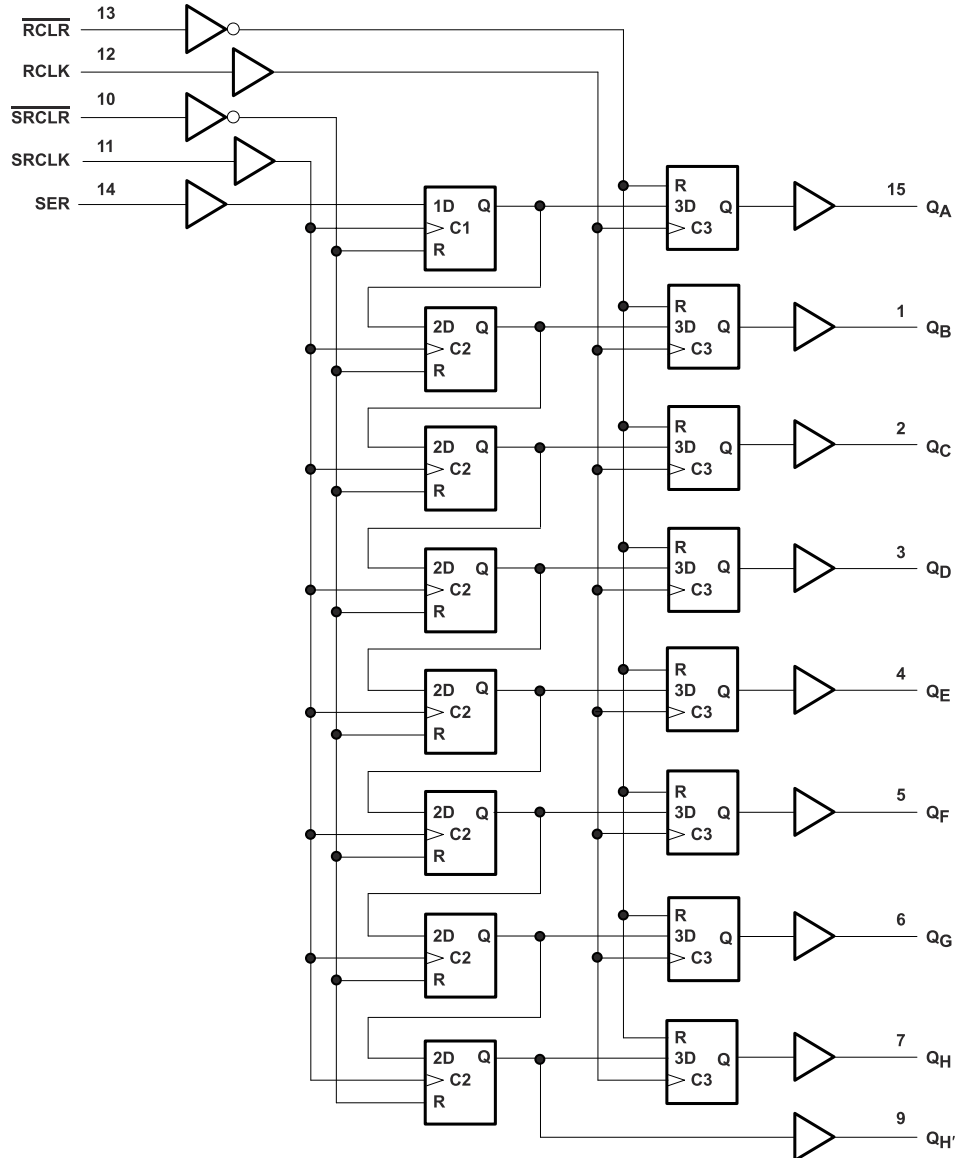 RCLR 13
RCLK 12
SRCLR 10
SRCLK 11
SER 14
1D Q
C1
R
R
3D Q
C3
15 QA
2D Q
C2
R
R
3D Q
C3
1 QB
2D Q
C2
R
R
3D Q
C3
2 QC
2D Q
C2
R
R
3D Q
C3
3 QD
2D Q
C2
R
R
3D Q
C3
4 QE
2D Q
C2
R
R
3D Q
C3
5 QF
2D Q
C2
R
R
3D Q
C3
6 QG
2D Q
C2
R
R
3D Q
C3
7 QH
9 QH′